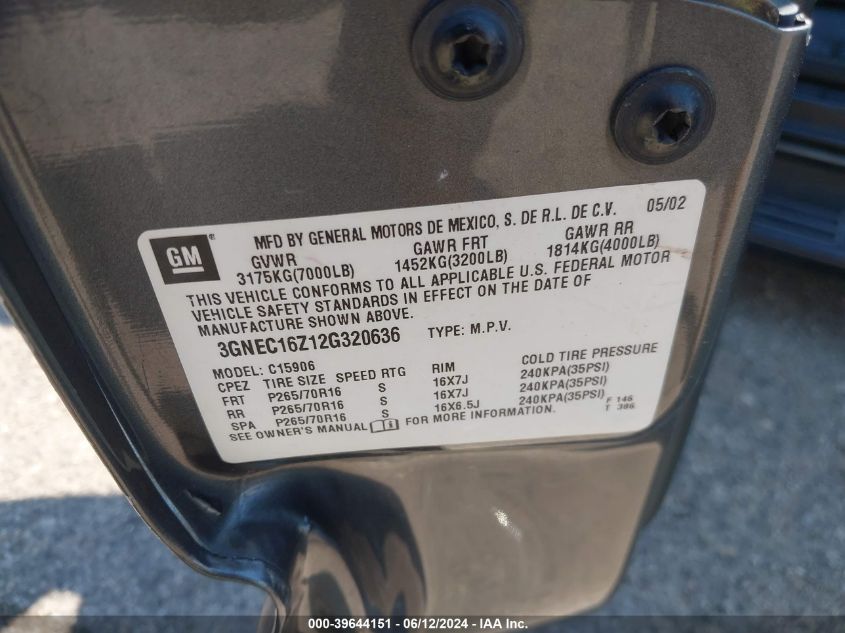 GM ®
MFD BY GENERAL MOTORS DE MEXICO, S. DE R.L. DE C.V. 05/02
GVWR GAWR FRT GAWR RR
3175KG(7000LB) 1452KG(3200LB) 1814KG(4000LB)
THIS VEHICLE CONFORMS TO ALL APPLICABLE U.S. FEDERAL MOTOR
VEHICLE SAFETY STANDARDS IN EFFECT ON THE DATE OF
MANUFACTURE SHOWN ABOVE.
3GNEC16Z12G320636 TYPE: M.P.V.
MODEL: C15906
CPEZ TIRE SIZE SPEED RTG RIM COLD TIRE PRESSURE
FRT P265/70R16 S 16X7J 240KPA(35PSI)
RR P265/70R16 S 16X7J 240KPA(35PSI)
SPA P265/70R16 S 16X6.5J 240KPA(35PSI)
SEE OWNER'S MANUAL FOR MORE INFORMATION.
F 146
T 386
000-39644151 - 06/12/2024 - IAA Inc.